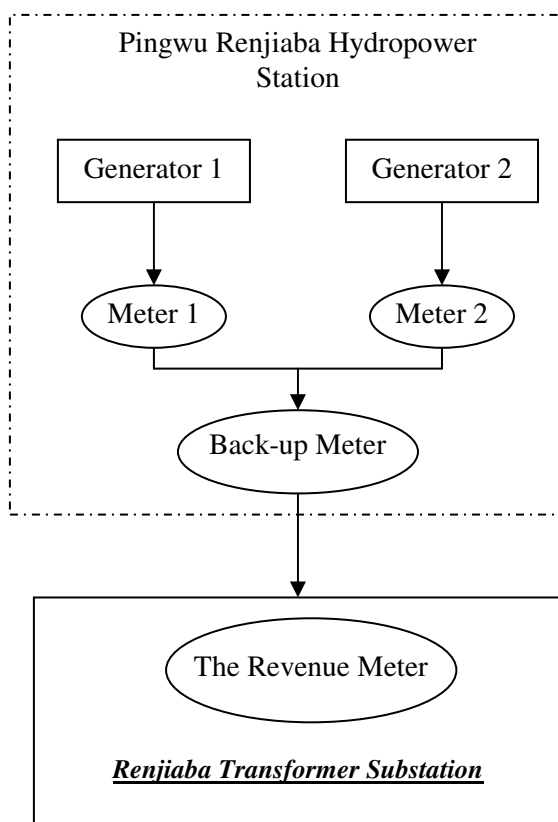 Pingwu Renjiaba Hydropower
Station
Generator 1
Generator 2
Meter 1
Meter 2
Back-up Meter
The Revenue Meter
Renjiaba Transformer Substation